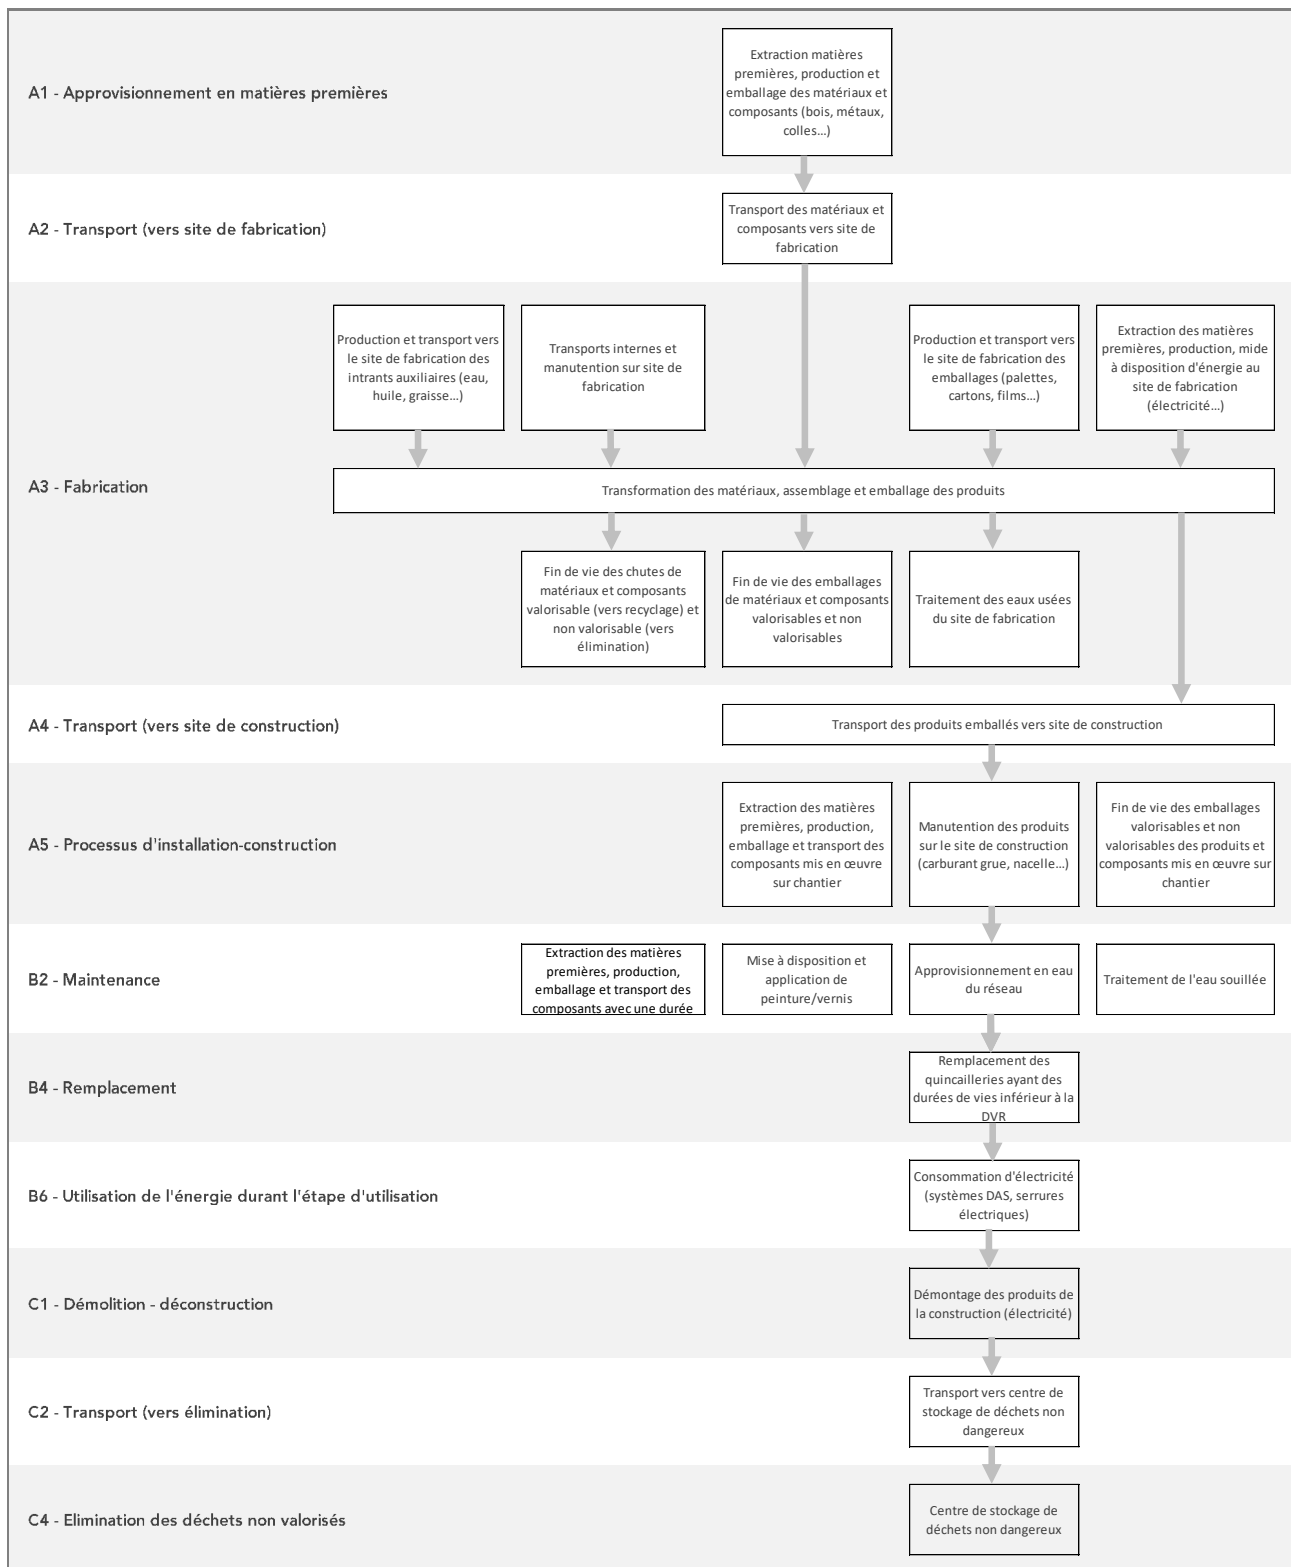 A1 - Approvisionnement en matières premières
Extraction matières
premières, production et
emballage des matériaux et
composants (bois, métaux,
colles…)
A2 - Transport (vers site de fabrication)
Transport des matériaux et
composants vers site de
fabrication
A3 - Fabrication
Production et transport vers
le site de fabrication des
intrants auxiliaires (eau,
huile, graisse…)
Transports internes et
manutention sur site de
fabrication
Production et transport vers
le site de fabrication des
emballages (palettes,
cartons, films…)
Extraction des matières
premières, production, mide
à disposition d'énergie au
site de fabrication
(électricité…)
Transformation des matériaux, assemblage et emballage des produits
Fin de vie des chutes de
matériaux et composants
valorisable (vers recyclage) et
non valorisable (vers
élimination)
Fin de vie des emballages
de matériaux et composants
valorisables et non
valorisables
Traitement des eaux usées
du site de fabrication
A4 - Transport (vers site de construction)
Transport des produits emballés vers site de construction
A5 - Processus d'installation-construction
Extraction des matières
premières, production,
emballage et transport des
composants mis en œuvre
sur chantier
Manutention des produits
sur le site de construction
(carburant grue, nacelle…)
Fin de vie des emballages
valorisables et non
valorisables des produits et
composants mis en œuvre sur
chantier
B2 - Maintenance
Extraction des matières
premières, production,
emballage et transport des
composants avec une durée
Mise à disposition et
application de
peinture/vernis
Approvisionnement en eau
du réseau
Traitement de l'eau souillée
B4 - Remplacement
Remplacement des
quincailleries ayant des
durées de vies inférieur à la
DVR
B6 - Utilisation de l'énergie durant l'étape d'utilisation
Consommation d'électricité
(systèmes DAS, serrures
électriques)
C1 - Démolition - déconstruction
Démontage des produits de
la construction (électricité)
C2 - Transport (vers élimination)
Transport vers centre de
stockage de déchets non
dangereux
C4 - Elimination des déchets non valorisés
Centre de stockage de
déchets non dangereux